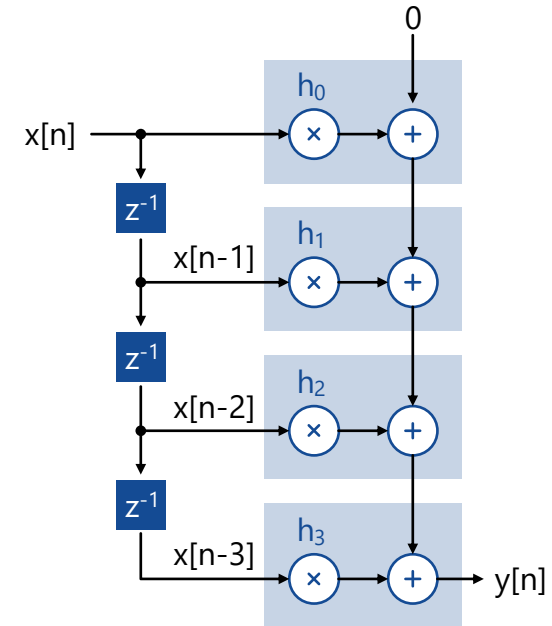 0
h₀
x[n]
×
+
z⁻¹
h₁
x[n-1]
×
+
z⁻¹
h₂
x[n-2]
×
+
z⁻¹
h₃
x[n-3]
×
+
y[n]